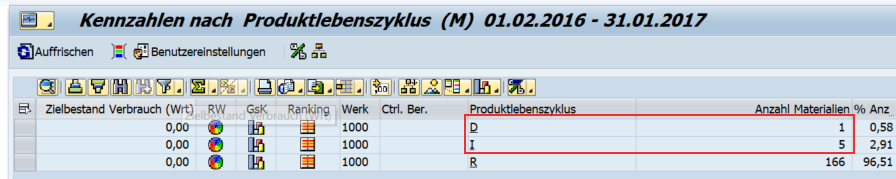 Kennzahlen nach Produktlebenszyklus (M) 01.02.2016 - 31.01.2017
Auffrischen Benutzereinstellungen
Zielbestand Verbrauch (Wrt) RW GsK Ranking Werk Ctrl. Ber. Produktlebenszyklus Anzahl Materialien % Anz
Zielbestand Verbrauch (Wrt)
0,00 1000 D 1 0,58
0,00 1000 I 5 2,91
0,00 1000 R 166 96,51